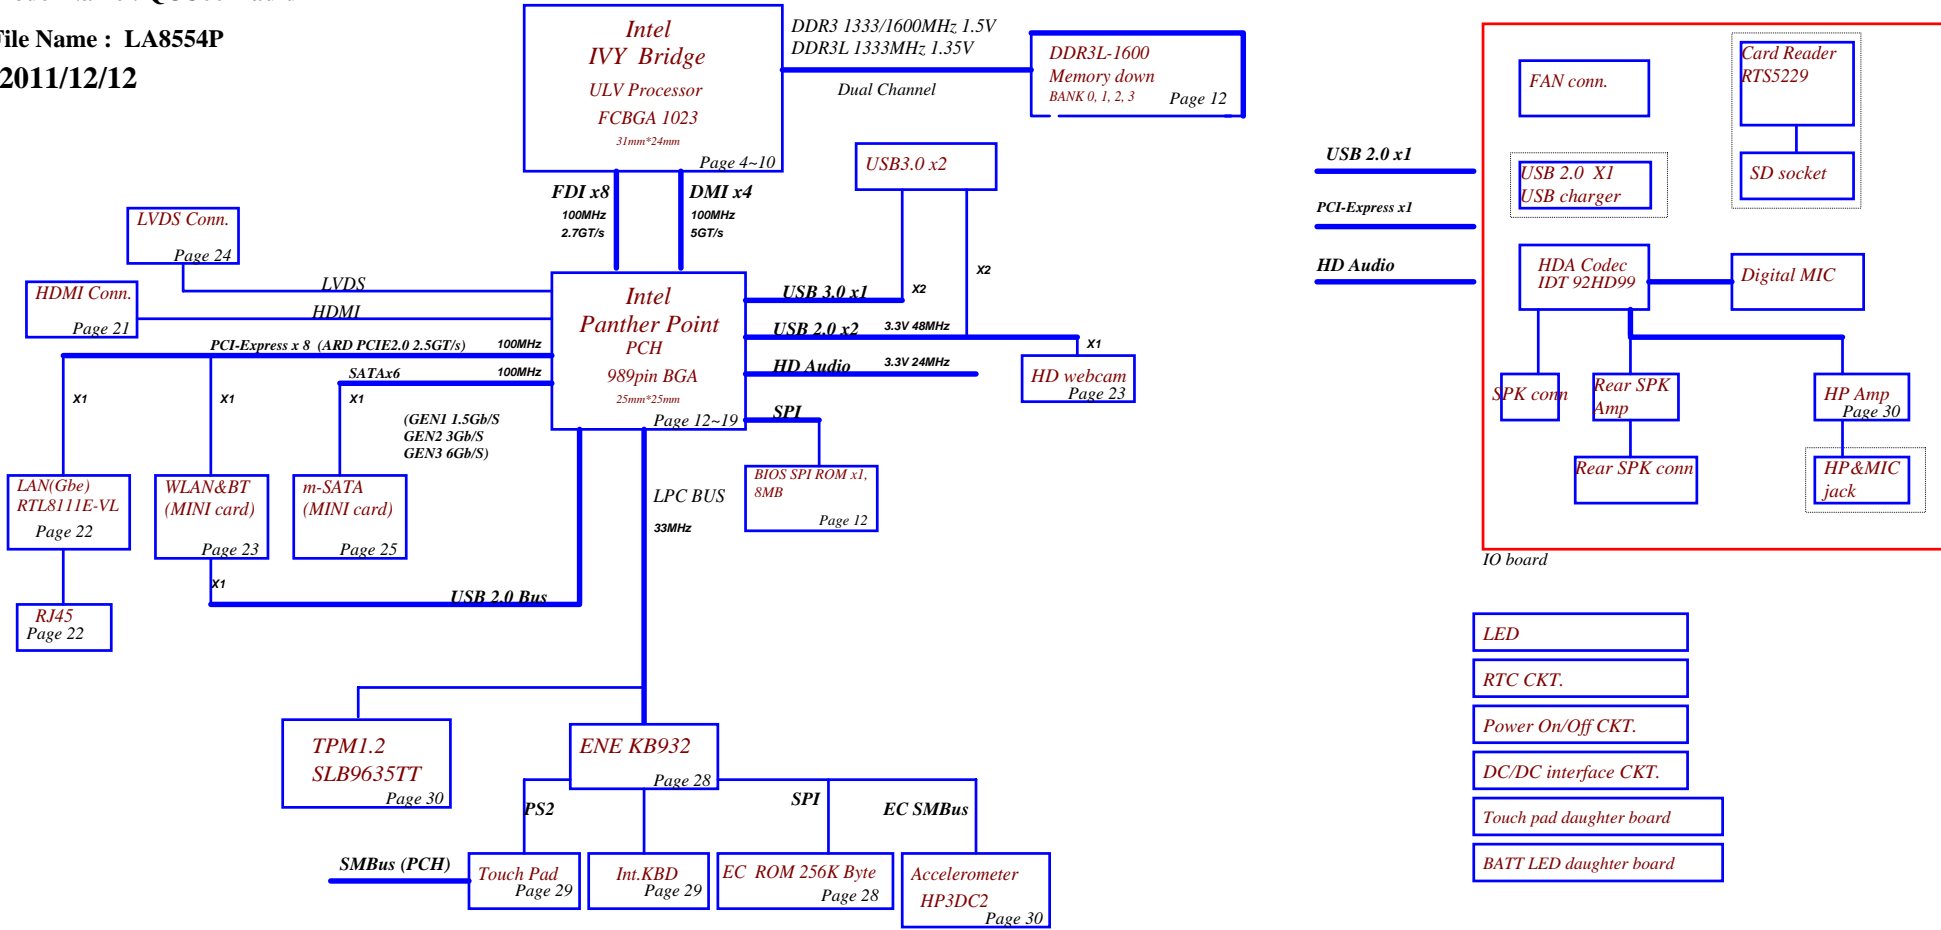 File Name : LA8554P
2011/12/12
Intel
IVY Bridge
ULV Processor
FCBGA 1023
31mm*24mm
Page 4~10
DDR3 1333/1600MHz 1.5V
DDR3L 1333MHz 1.35V
Dual Channel
DDR3L-1600
Memory down
BANK 0, 1, 2, 3
Page 12
USB3.0 x2
FDI x8
100MHz
2.7GT/s
DMI x4
100MHz
5GT/s
LVDS Conn.
Page 24
HDMI Conn.
Page 21
LVDS
HDMI
PCI-Express x 8 (ARD PCIE2.0 2.5GT/s)
100MHz
SATAx6
100MHz
X1
X1
X1
(GEN1 1.5Gb/S
GEN2 3Gb/S
GEN3 6Gb/S)
Intel
Panther Point
PCH
989pin BGA
25mm*25mm
Page 12~19
USB 3.0 x1
X2
X2
USB 2.0 x2
3.3V 48MHz
HD Audio
3.3V 24MHz
X1
HD webcam
Page 23
SPI
BIOS SPI ROM x1,
8MB
Page 12
LAN(Gbe)
RTL8111E-VL
Page 22
WLAN&BT
(MINI card)
Page 23
m-SATA
(MINI card)
Page 25
LPC BUS
33MHz
X1
USB 2.0 Bus
RJ45
Page 22
TPM1.2
SLB9635TT
Page 30
ENE KB932
Page 28
PS2
SPI
EC SMBus
SMBus (PCH)
Touch Pad
Page 29
Int.KBD
Page 29
EC ROM 256K Byte
Page 28
Accelerometer
HP3DC2
Page 30
USB 2.0 x1
PCI-Express x1
HD Audio
FAN conn.
Card Reader
RTS5229
USB 2.0 X1
USB charger
SD socket
HDA Codec
IDT 92HD99
Digital MIC
SPK conn
Rear SPK
Amp
HP Amp
Page 30
Rear SPK conn
HP&MIC
jack
IO board
LED
RTC CKT.
Power On/Off CKT.
DC/DC interface CKT.
Touch pad daughter board
BATT LED daughter board